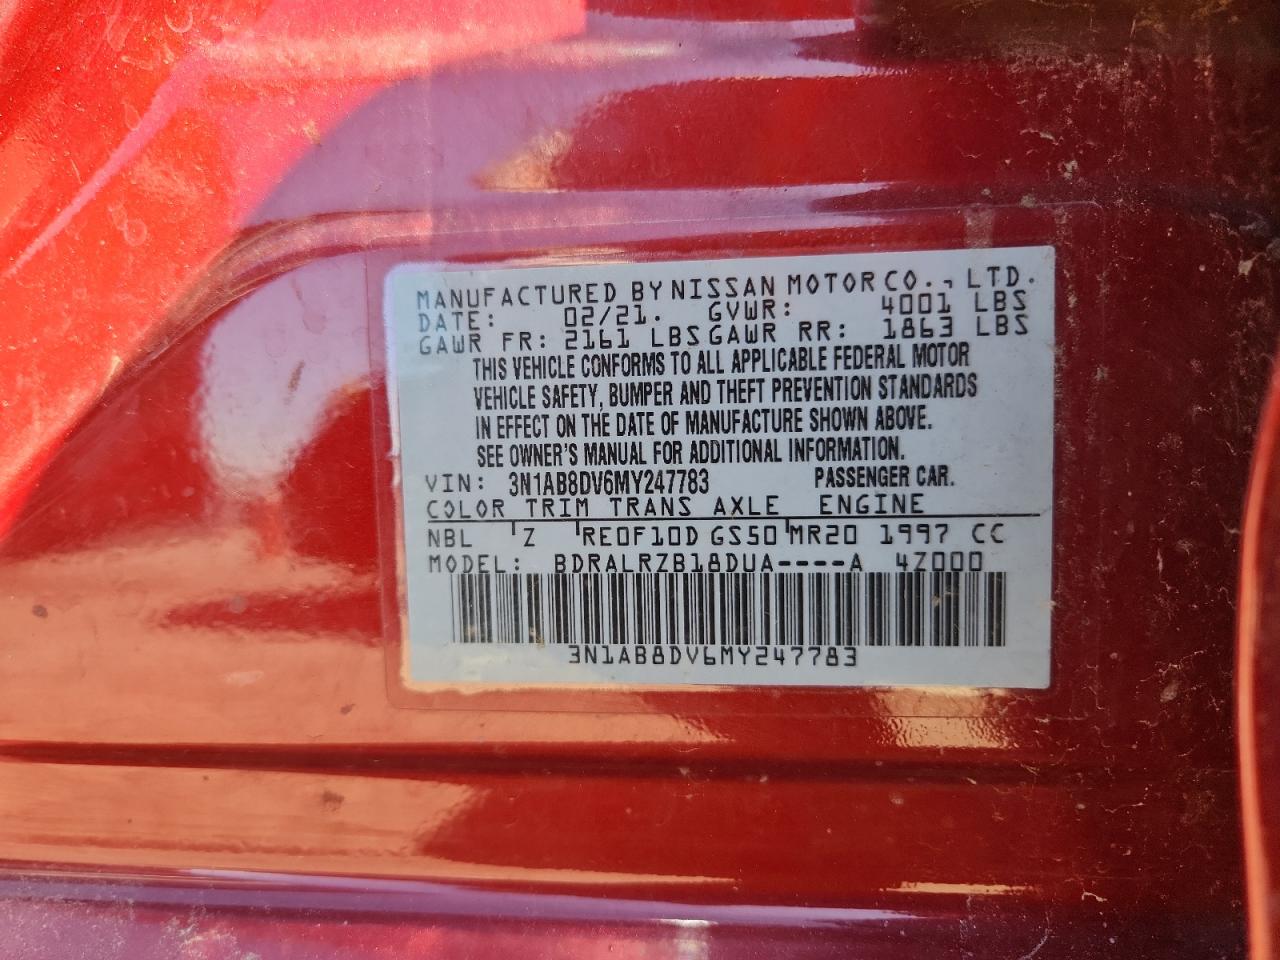 MANUFACTURED BY NISSAN MOTOR CO., LTD.
DATE: 02/21. GVWR: 4001 LBS
GAWR FR: 2161 LBS GAWR RR: 1863 LBS
THIS VEHICLE CONFORMS TO ALL APPLICABLE FEDERAL MOTOR
VEHICLE SAFETY, BUMPER AND THEFT PREVENTION STANDARDS
IN EFFECT ON THE DATE OF MANUFACTURE SHOWN ABOVE.
SEE OWNER'S MANUAL FOR ADDITIONAL INFORMATION.
VIN: 3N1AB8DV6MY247783 PASSENGER CAR.
COLOR TRIM TRANS AXLE ENGINE
NBL Z RE0F10D GS50 MR20 1997 CC
MODEL: BDRALRZB18DUA----A 4Z000
3N1AB8DV6MY247783